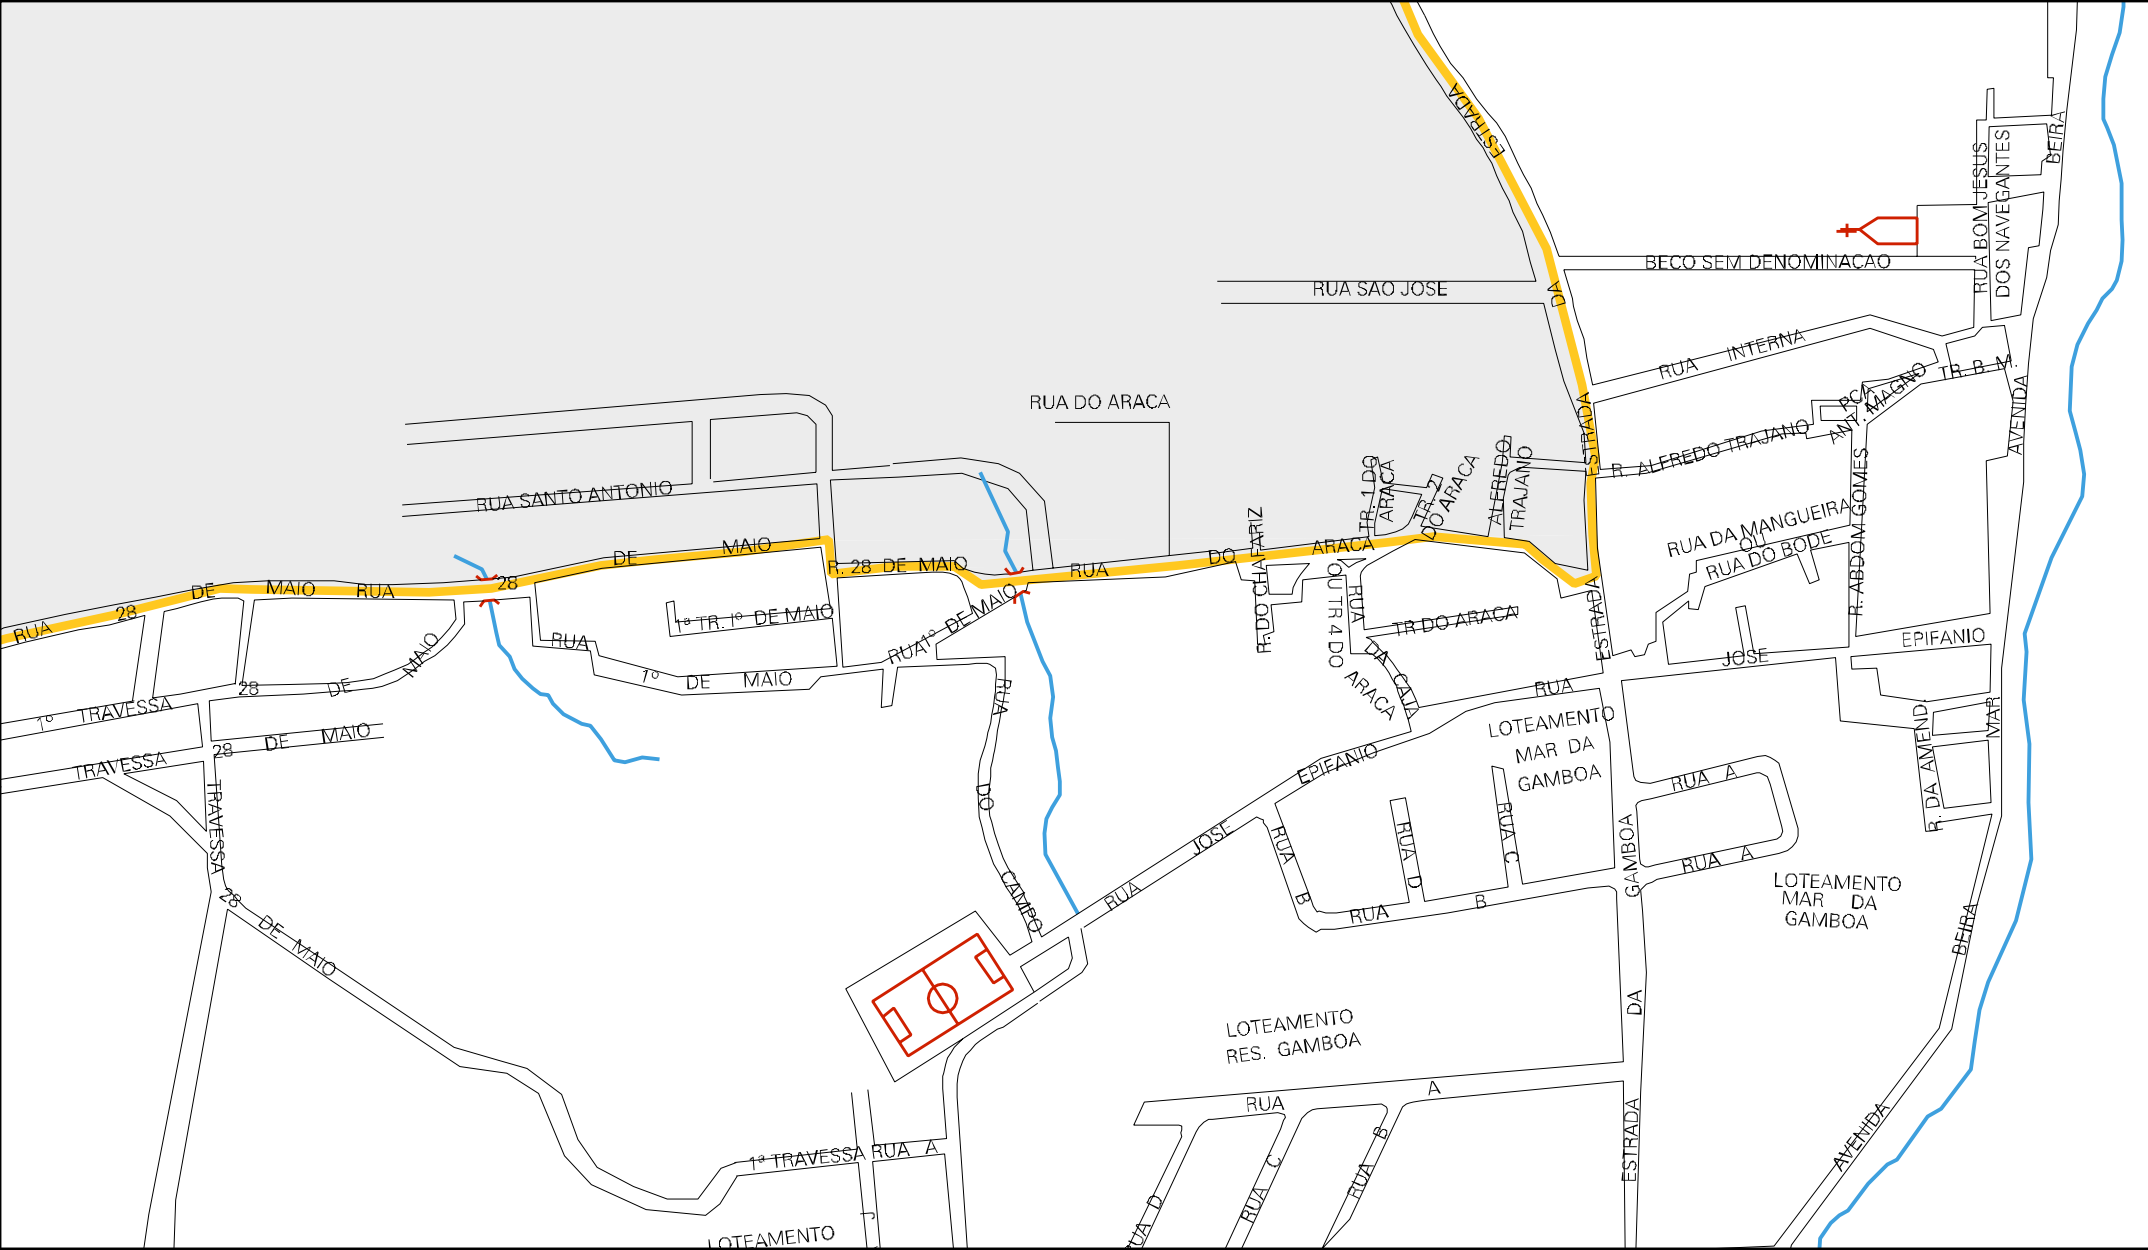 ESTRADA
BEIRA
RUA BOM JESUS
DOS NAVEGANTES
BECO SEM DENOMINACAO
RUA SAO JOSE
DA
RUA INTERNA
TR. B. M.
PCA
ANT. MAGNO
AVENIDA
RUA DO ARACA
ESTRADA
R. ALFREDO TRAJANO
TR. 1 DO
ARACA
TR. 2
DO ARACA
ALFREDO
TRAJANO
RUA SANTO ANTONIO
R. ABDOM GOMES
RUA DA MANGUEIRA
OU
RUA DO BODE
RUA 28 DE MAIO
RUA 28 DE MAIO
R. 28 DE MAIO
RUA DO ARACA
R. DO CHAFARIZ
OU TR 4 DO
ARACA
RUA DA CAJA
TR DO ARACA
ESTRADA
1ª TR. 1º DE MAIO
RUA 1º DE MAIO
RUA 1º DE MAIO
EPIFANIO
JOSE
RUA
1º TRAVESSA 28 DE MAIO
TRAVESSA 28 DE MAIO
TRAVESSA
28 DE MAIO
RUA DO CAMPO
LOTEAMENTO
MAR DA
GAMBOA
EPIFANIO
JOSE
RUA
R. DA AMEND.
MAR
RUA A
RUA A
RUA B
RUA D
RUA C
RUA B
GAMBOA
LOTEAMENTO
MAR DA
GAMBOA
BEIRA
DA
LOTEAMENTO
RES. GAMBOA
RUA A
ESTRADA
AVENIDA
RUA B
RUA C
RUA D
1ª TRAVESSA RUA A
J
LOTEAMENTO